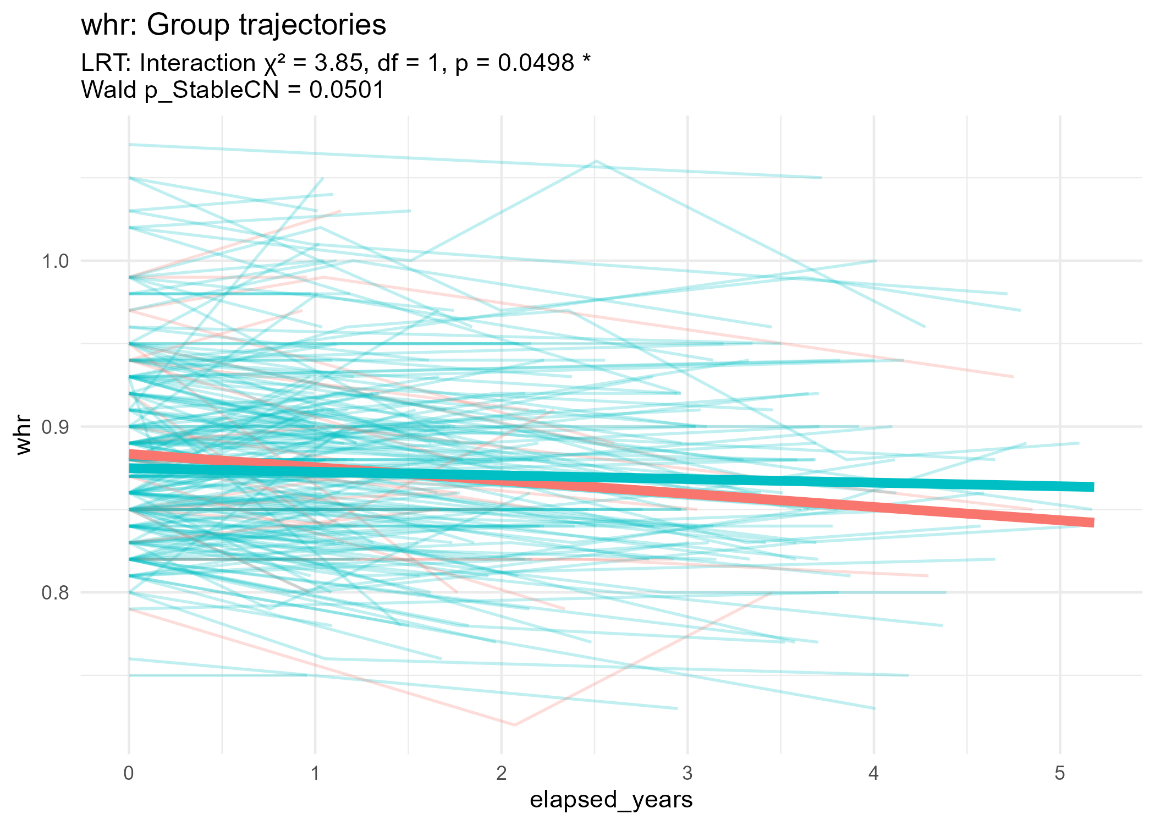 whr: Group trajectories
LRT: Interaction χ² = 3.85, df = 1, p = 0.0498 *
Wald p_StableCN = 0.0501
1.0
0.9
0.8
whr
0 1 2 3 4 5
elapsed_years